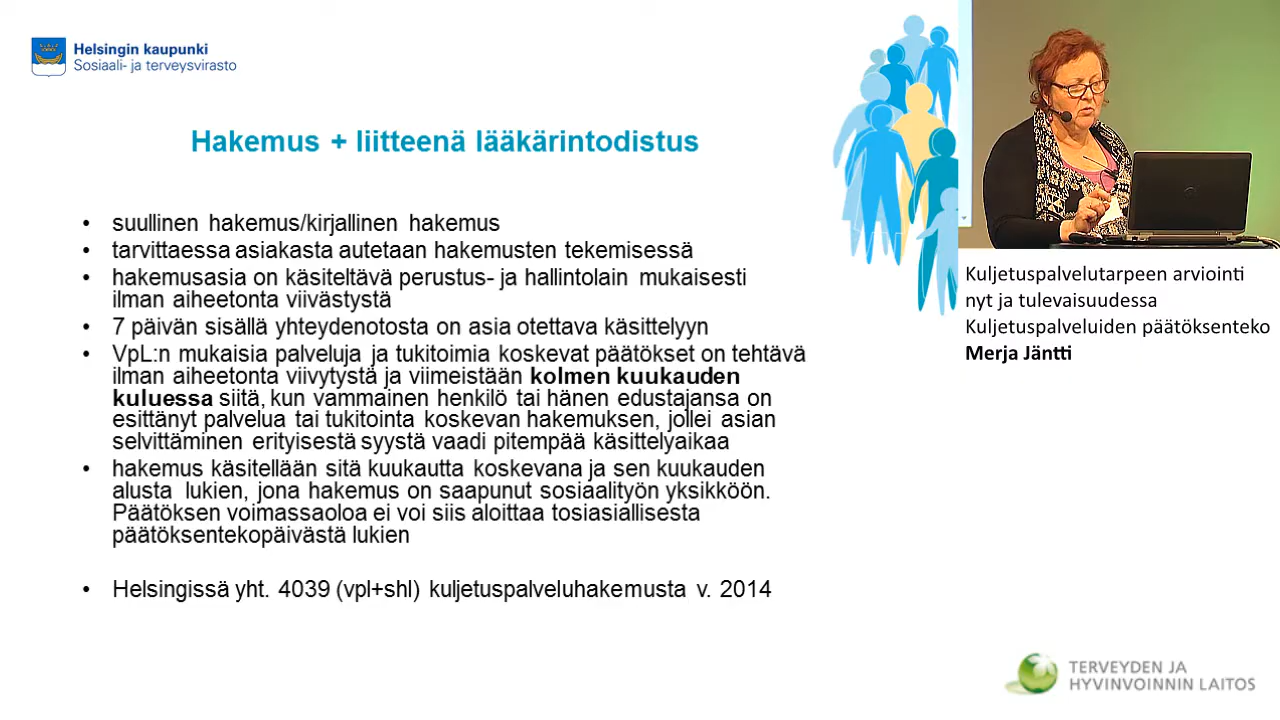 Helsingin kaupunki
Sosiaali- ja terveysvirasto
Hakemus + liitteenä lääkärintodistus
• suullinen hakemus/kirjallinen hakemus
• tarvittaessa asiakasta autetaan hakemusten tekemisessä
• hakemusasia on käsiteltävä perustus- ja hallintolain mukaisesti
ilman aiheetonta viivästystä
• 7 päivän sisällä yhteydenotosta on asia otettava käsittelyyn
• VpL:n mukaisia palveluja ja tukitoimia koskevat päätökset on tehtävä
ilman aiheetonta viivytystä ja viimeistään kolmen kuukauden
kuluessa siitä, kun vammainen henkilö tai hänen edustajansa on
esittänyt palvelua tai tukitointa koskevan hakemuksen, jollei asian
selvittäminen erityisestä syystä vaadi pitempää käsittelyaikaa
• hakemus käsitellään sitä kuukautta koskevana ja sen kuukauden
alusta lukien, jona hakemus on saapunut sosiaalityön yksikköön.
Päätöksen voimassaoloa ei voi siis aloittaa tosiasiallisesta
päätöksentekopäivästä lukien
• Helsingissä yht. 4039 (vpl+shl) kuljetuspalveluhakemusta v. 2014
Kuljetuspalvelutarpeen arviointi
nyt ja tulevaisuudessa
Kuljetuspalveluiden päätöksenteko
Merja Jäntti
TERVEYDEN JA
HYVINVOINNIN LAITOS